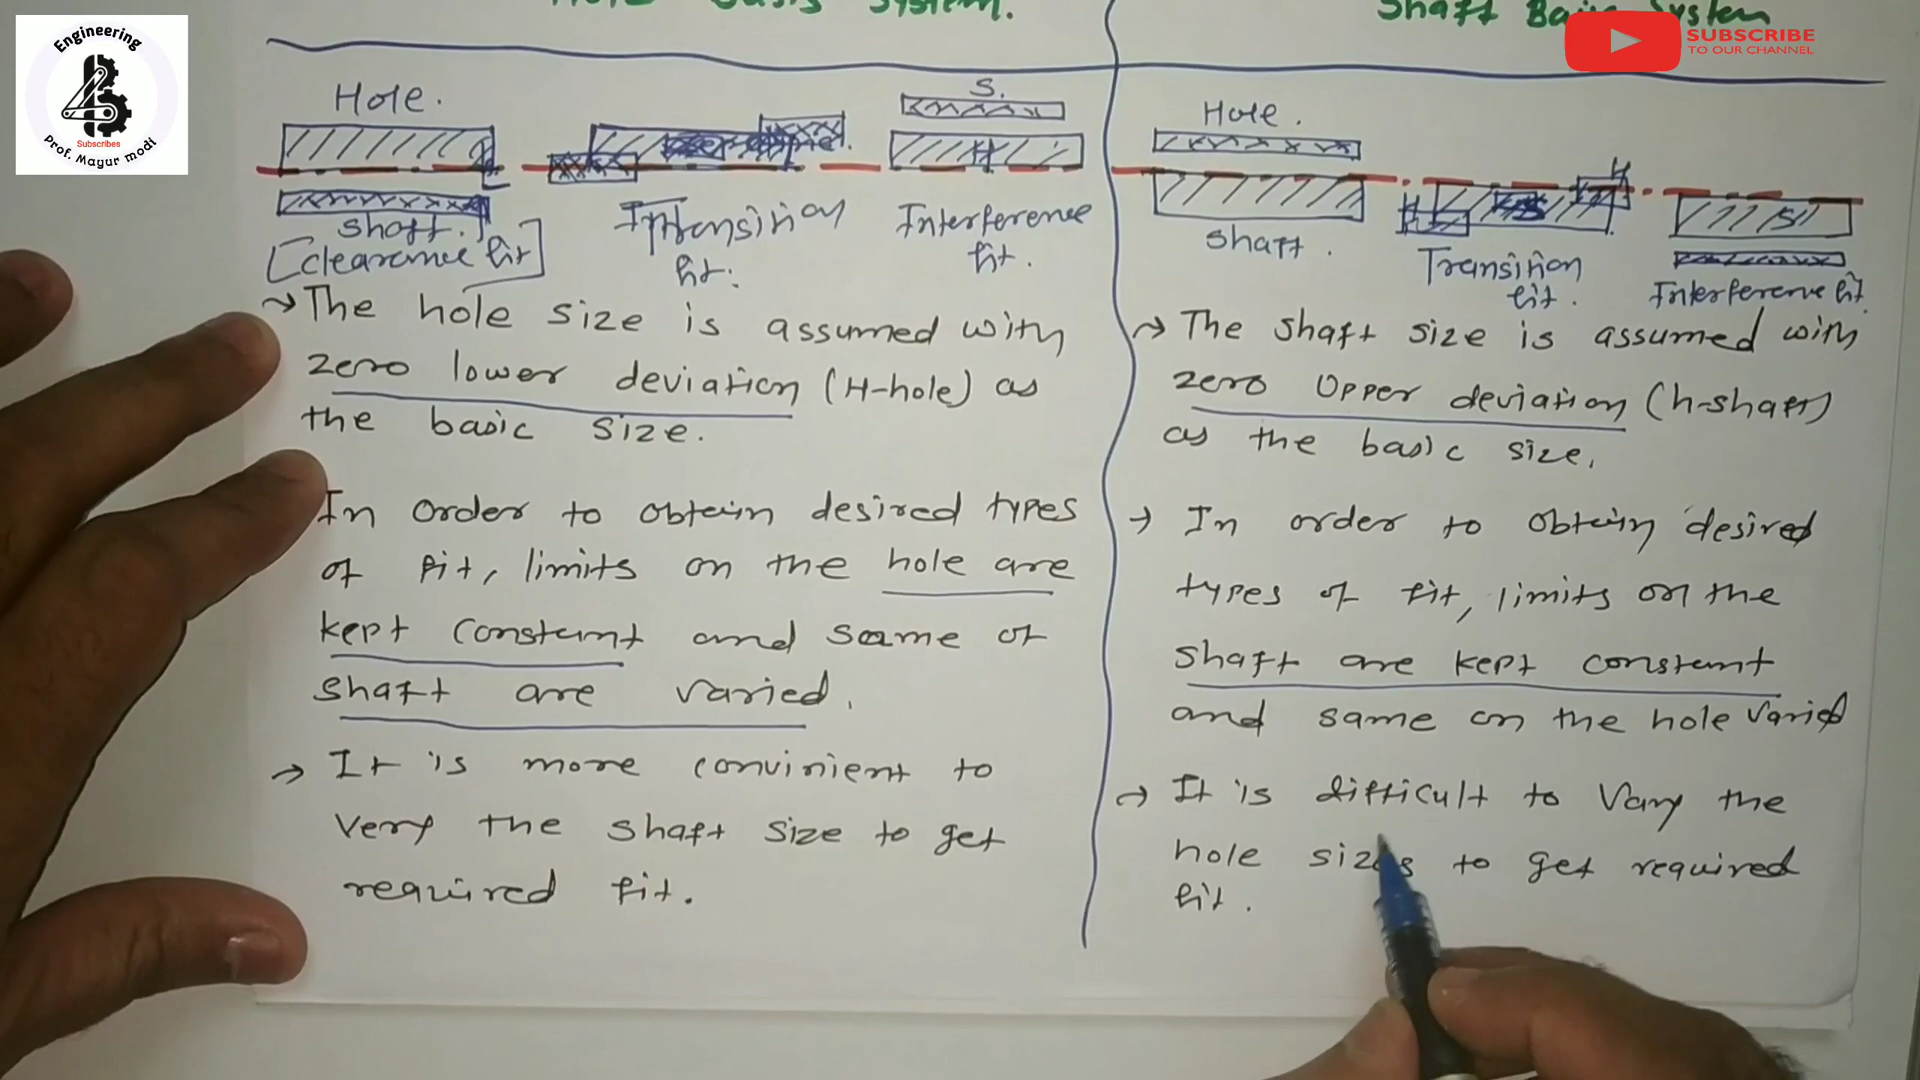 Hole Basis System.
Shaft Basis System
SUBSCRIBE
TO OUR CHANNEL
Engineering
Subscribes
Prof. Mayur modi
Hole.
shaft.
[clearance fit]
Transition
fit.
S.
H
Interference
fit.
Hole.
shaft.
H
H
S
Transition
fit.
S
Interference fit
The hole size is assumed with
zero lower deviation (H-hole) as
the basic size.
In order to obtain desired types
of fit, limits on the hole are
kept constant and same of
shaft are varied.
→ It is more convinient to
very the shaft size to get
required fit.
→ The shaft size is assumed with
zero Upper deviation (h-shaft)
as the basic size.
→ In order to obtain desired
types of fit, limits on the
shaft are kept constant
and same on the hole varied
→ It is difficult to Vary the
hole sizes to get required
fit.